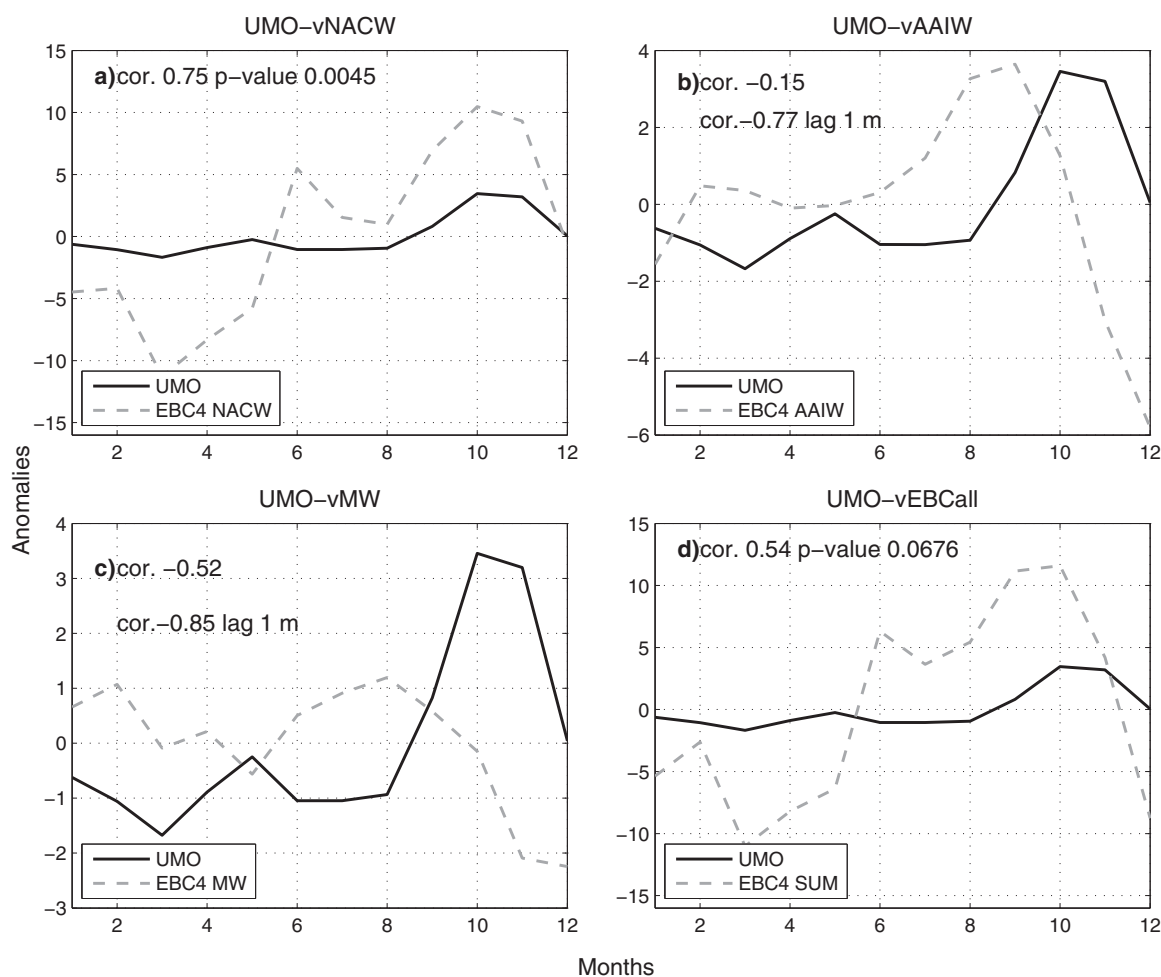 UMO−vNACW
a)cor. 0.75 p−value 0.0045
15
10
5
0
−5
−10
−15
UMO
EBC4 NACW
2 4 6 8 10 12
UMO−vAAIW
b)cor. −0.15
cor.−0.77 lag 1 m
4
2
0
−2
−4
−6
UMO
EBC4 AAIW
2 4 6 8 10 12
Anomalies
UMO−vMW
c)cor. −0.52
cor.−0.85 lag 1 m
4
3
2
1
0
−1
−2
−3
UMO
EBC4 MW
2 4 6 8 10 12
UMO−vEBCall
d)cor. 0.54 p−value 0.0676
15
10
5
0
−5
−10
−15
UMO
EBC4 SUM
2 4 6 8 10 12
Months